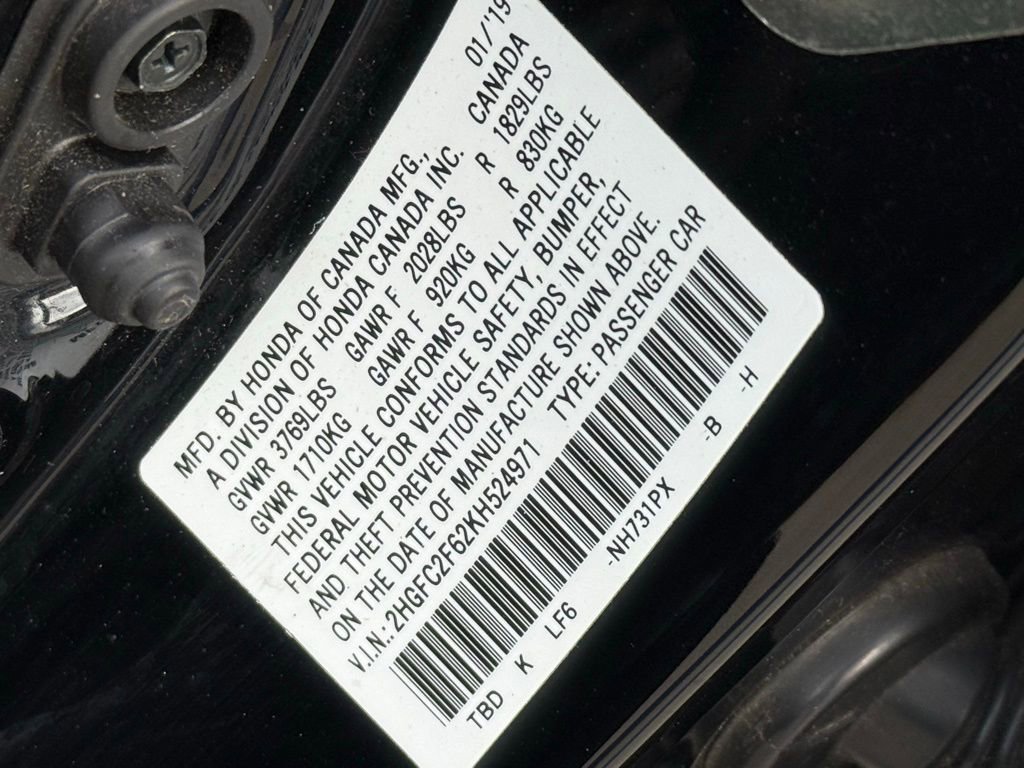 MFD. BY HONDA OF CANADA MFG., 01/'19
A DIVISION OF HONDA CANADA INC. CANADA
GVWR 3769LBS GAWR F 2028LBS R 1829LBS
GVWR 1710KG GAWR F 920KG R 830KG
THIS VEHICLE CONFORMS TO ALL APPLICABLE
FEDERAL MOTOR VEHICLE SAFETY, BUMPER,
AND THEFT PREVENTION STANDARDS IN EFFECT
ON THE DATE OF MANUFACTURE SHOWN ABOVE.
V.I.N.:2HGFC2F62KH524971 TYPE:PASSENGER CAR
TBD K LF6 -NH731PX -B -H